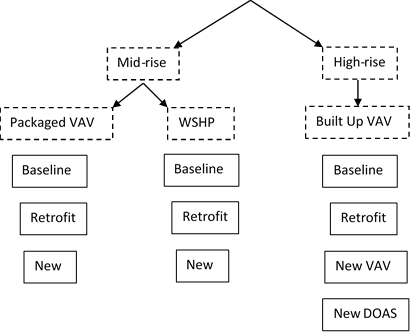 Mid-rise
High-rise
Packaged VAV
WSHP
Built Up VAV
Baseline
Baseline
Baseline
Retrofit
Retrofit
Retrofit
New
New
New VAV
New DOAS